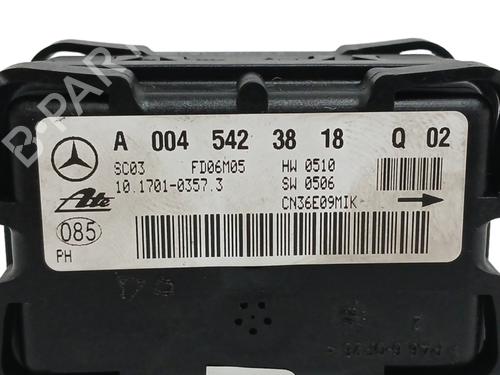 A 004 542 38 18 Q 02
SC03 FD06M05 HW 0510
10.1701-0357.3 SW 0506
Ate CN36E09MIK
085
PH